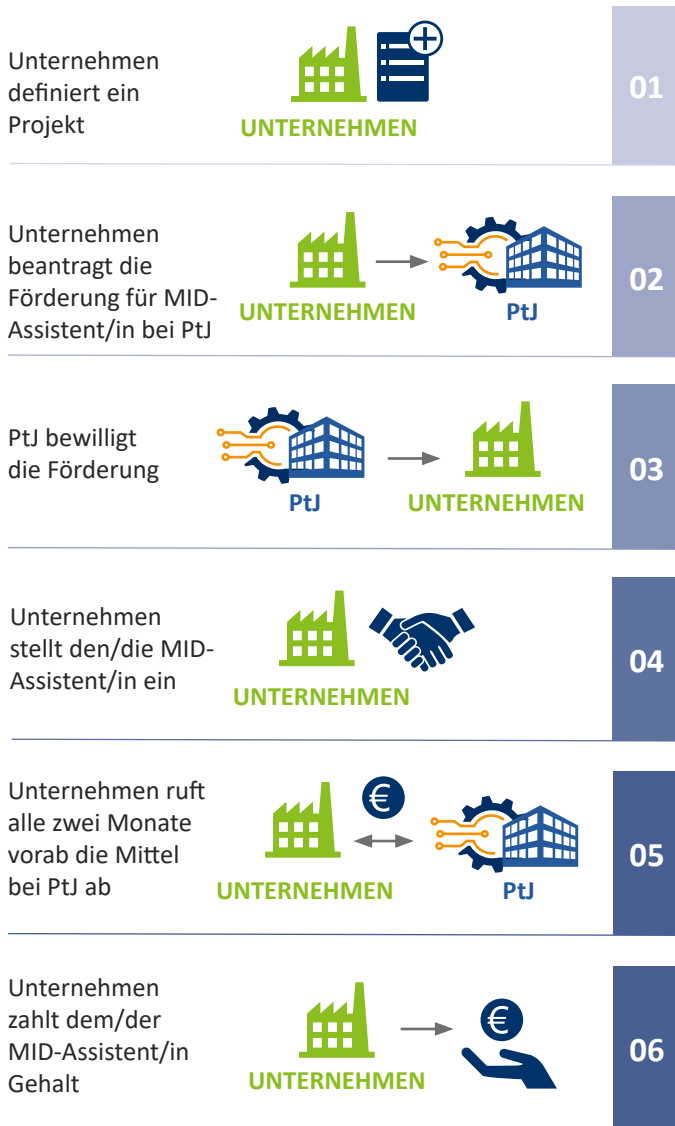 Unternehmen
definiert ein
Projekt
UNTERNEHMEN
01
Unternehmen
beantragt die
Förderung für MID-
Assistent/in bei PtJ
UNTERNEHMEN
PtJ
02
PtJ bewilligt
die Förderung
PtJ
UNTERNEHMEN
03
Unternehmen
stellt den/die MID-
Assistent/in ein
UNTERNEHMEN
04
Unternehmen ruft
alle zwei Monate
vorab die Mittel
bei PtJ ab
€
UNTERNEHMEN
PtJ
05
Unternehmen
zahlt dem/der
MID-Assistent/in
Gehalt
€
UNTERNEHMEN
06